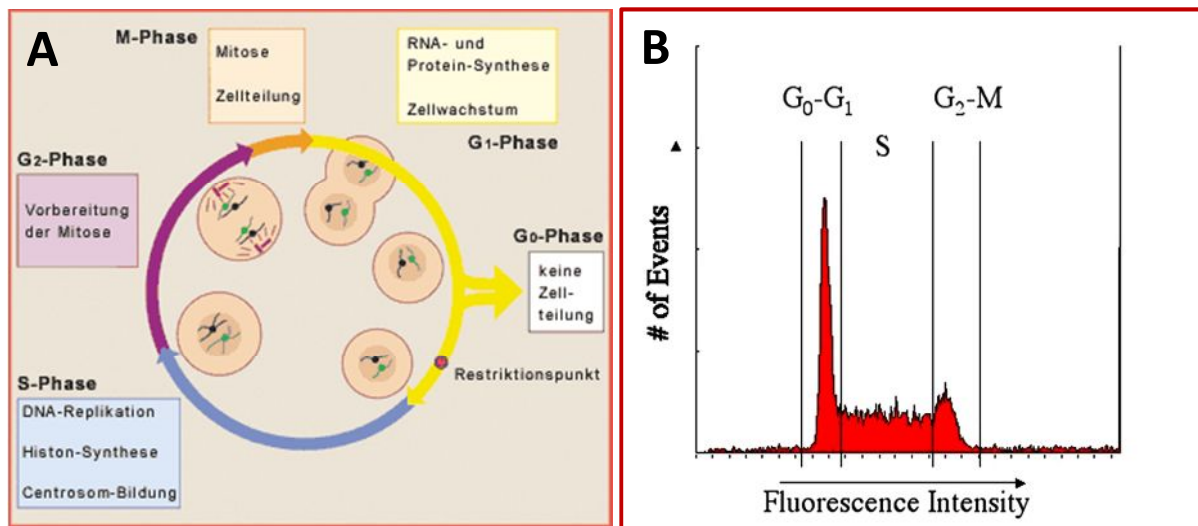 A
M-Phase
Mitose
Zellteilung
RNA- und
Protein-Synthese
Zellwachstum
G1-Phase
G2-Phase
Vorbereitung
der Mitose
G0-Phase
keine
Zell-
teilung
Restriktionspunkt
S-Phase
DNA-Replikation
Histon-Synthese
Centrosom-Bildung
B
G0-G1
S
G2-M
# of Events
Fluorescence Intensity